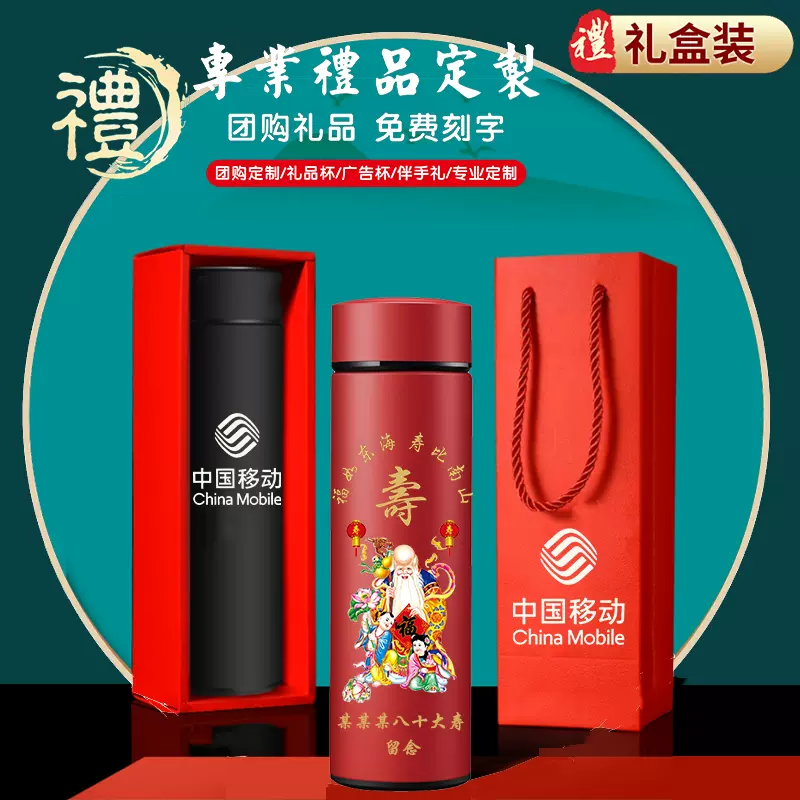 禮
專業禮品定製
禮 礼盒装
团购礼品 免费刻字
团购定制/礼品杯/广告杯/伴手礼/专业定制
中国移动
China Mobile
福如东海 寿比南山
壽
寿 寿
福
某某某八十大寿
留念
中国移动
China Mobile